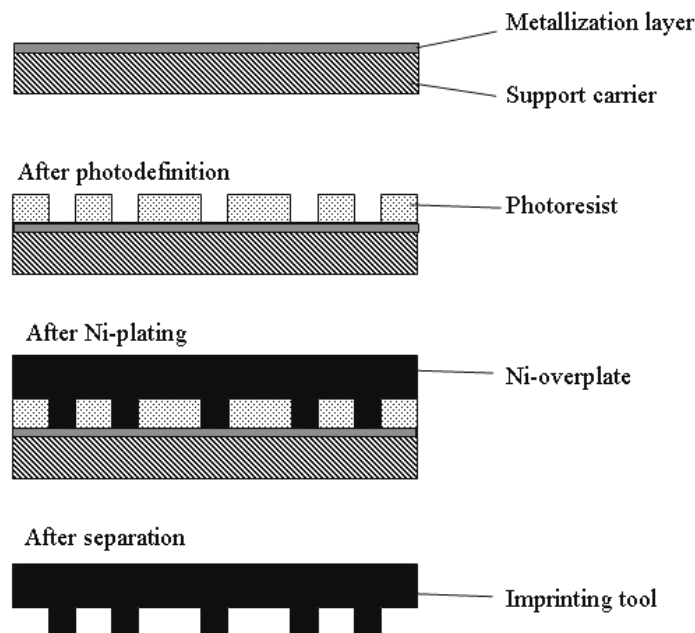 Metallization layer
Support carrier
After photodefinition
Photoresist
After Ni-plating
Ni-overplate
After separation
Imprinting tool